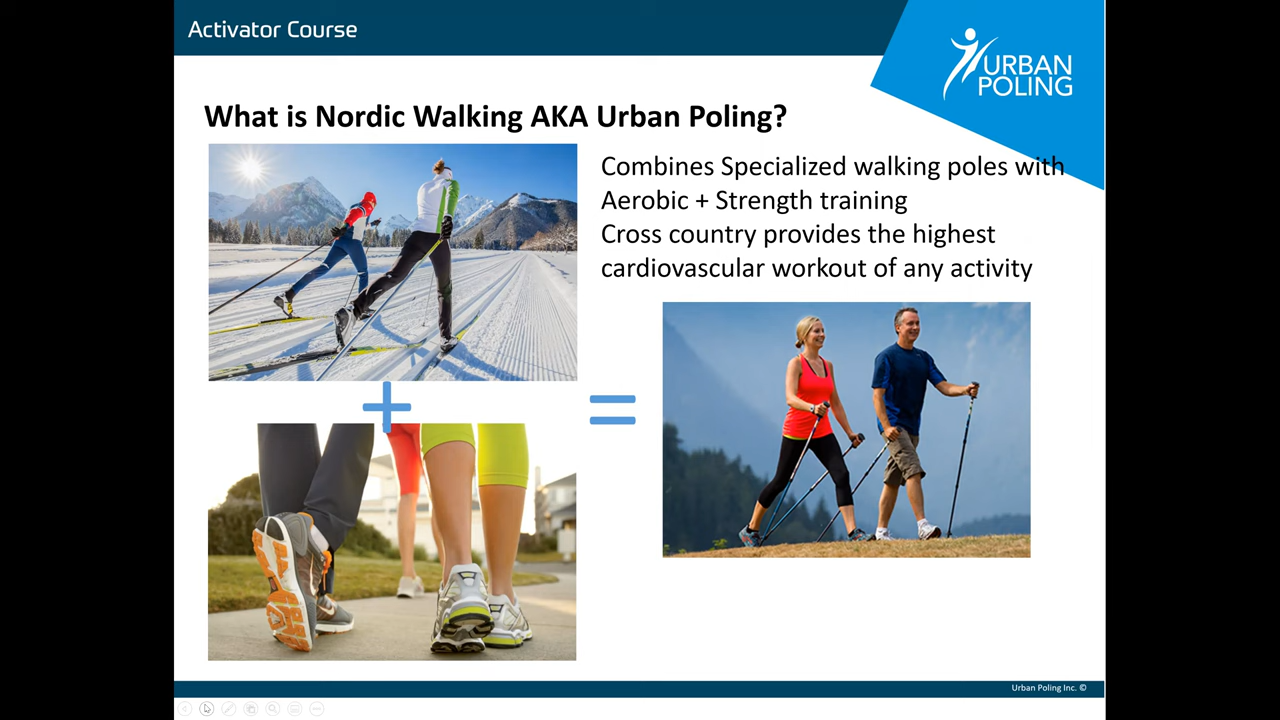 Activator Course
URBAN
POLING
What is Nordic Walking AKA Urban Poling?
Combines Specialized walking poles with
Aerobic + Strength training
Cross country provides the highest
cardiovascular workout of any activity
+
=
Urban Poling Inc. ©